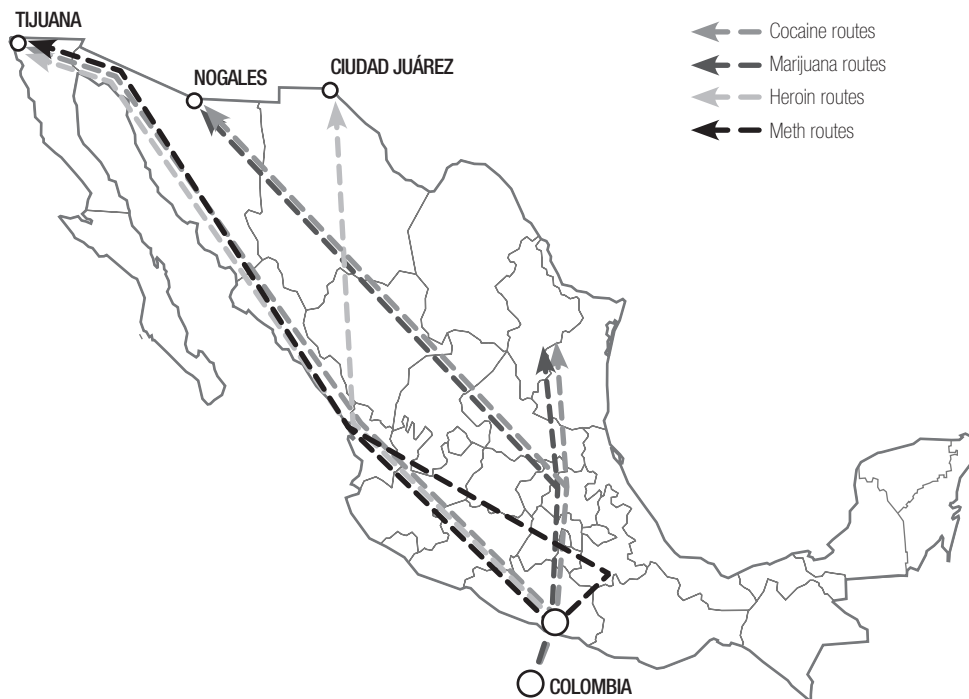 TIJUANA
NOGALES
CIUDAD JUÁREZ
Cocaine routes
Marijuana routes
Heroin routes
Meth routes
COLOMBIA